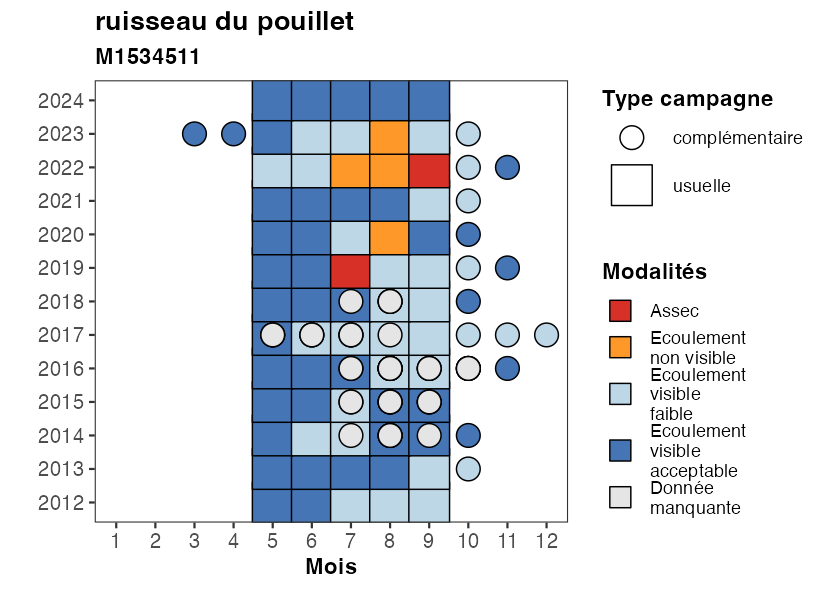 ruisseau du pouillet
M1534511
2024
2023
2022
2021
2020
2019
2018
2017
2016
2015
2014
2013
2012
1 2 3 4 5 6 7 8 9 10 11 12
Mois
Type campagne
complémentaire
usuelle
Modalités
Assec
Ecoulement
non visible
Ecoulement
visible
faible
Ecoulement
visible
acceptable
Donnée
manquante